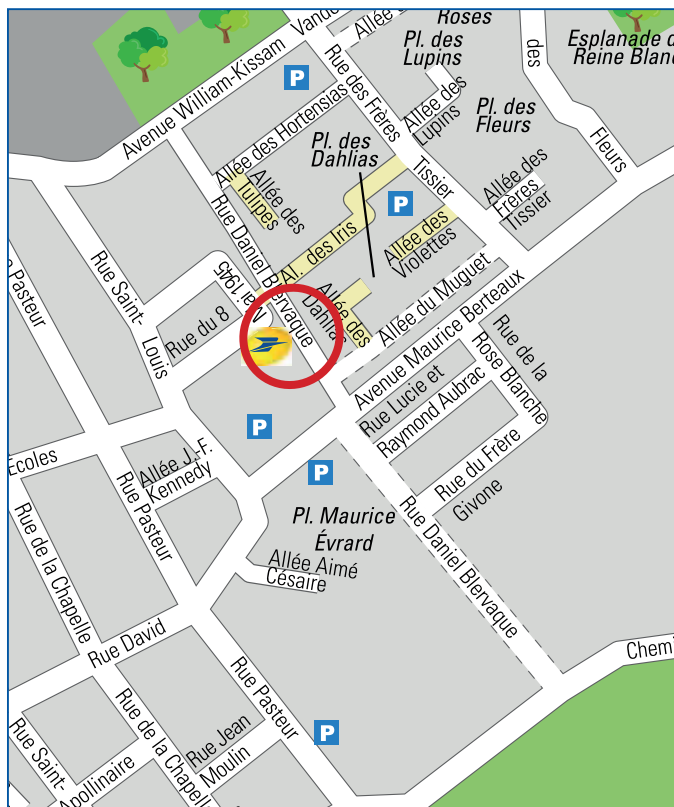 Roses
Pl. des
Lupins
des
Esplanade d
Reine Blanc
Avenue William-Kissam Vande
Allée des
P
Rue des Frères
Tissier
Allée des
Lupins
Pl. des
Fleurs
Fleurs
Allée des Hortensias
Pl. des
Dahlias
Allée des
Tulipes
P
Allée des
Frères
Tissier
Rue Daniel Blervaque
Al. des Iris
Allée des
Violettes
Rue Pasteur
Rue Saint-
Louis
Rue du 8
Mai 1945
Allée des
Dahlias
Allée du Muguet
Avenue Maurice Berteaux
Rue de la
Rose Blanche
Rue Lucie et
Raymond Aubrac
P
Ecoles
Allée J.-F.
Kennedy
Rue Pasteur
P
Rue du Frère
Givone
Pl. Maurice
Évrard
Rue Daniel Blervaque
Rue de la Chapelle
Allée Aimé
Césaire
Rue David
Chemi
Rue Pasteur
P
Rue de la Chapelle
Rue Jean
Moulin
Rue Saint-
Apollinaire